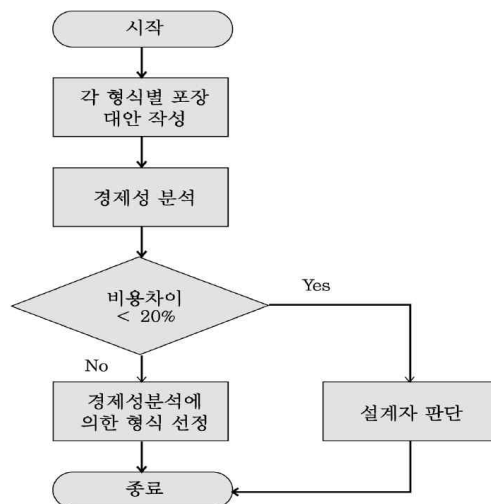 시작
각 형식별 포장
대안 작성
경제성 분석
비용차이
< 20%
Yes
No
경제성분석에
의한 형식 선정
설계자 판단
종료